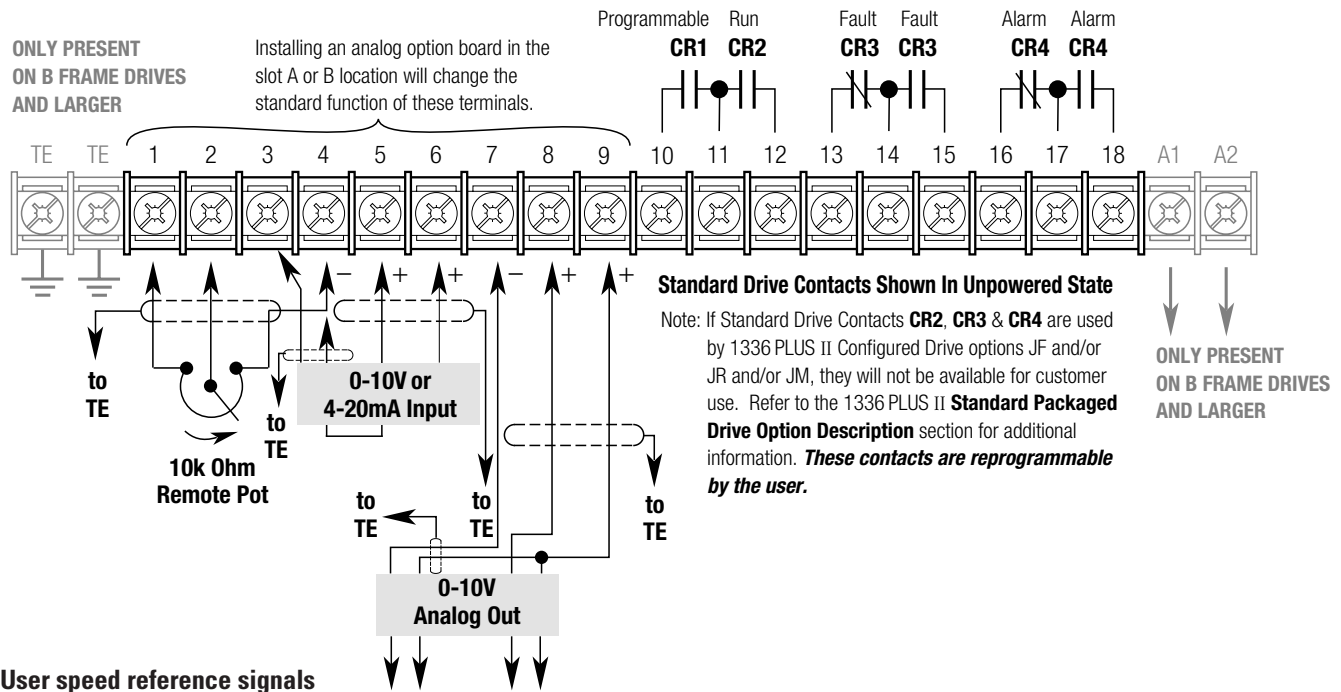 ONLY PRESENT
ON B FRAME DRIVES
AND LARGER
Installing an analog option board in the
slot A or B location will change the
standard function of these terminals.
Programmable Run
CR1 CR2
Fault Fault
CR3 CR3
Alarm Alarm
CR4 CR4
TE TE 1 2 3 4 5 6 7 8 9 10 11 12 13 14 15 16 17 18 A1 A2
− + + − + +
to
TE
10k Ohm
Remote Pot
to
TE
0-10V or
4-20mA Input
to
TE
to
TE
to
TE
0-10V
Analog Out
Standard Drive Contacts Shown In Unpowered State
Note: If Standard Drive Contacts CR2, CR3 & CR4 are used
by 1336 PLUS II Configured Drive options JF and/or
JR and/or JM, they will not be available for customer
use. Refer to the 1336 PLUS II Standard Packaged
Drive Option Description section for additional
information. These contacts are reprogrammable
by the user.
ONLY PRESENT
ON B FRAME DRIVES
AND LARGER
User speed reference signals